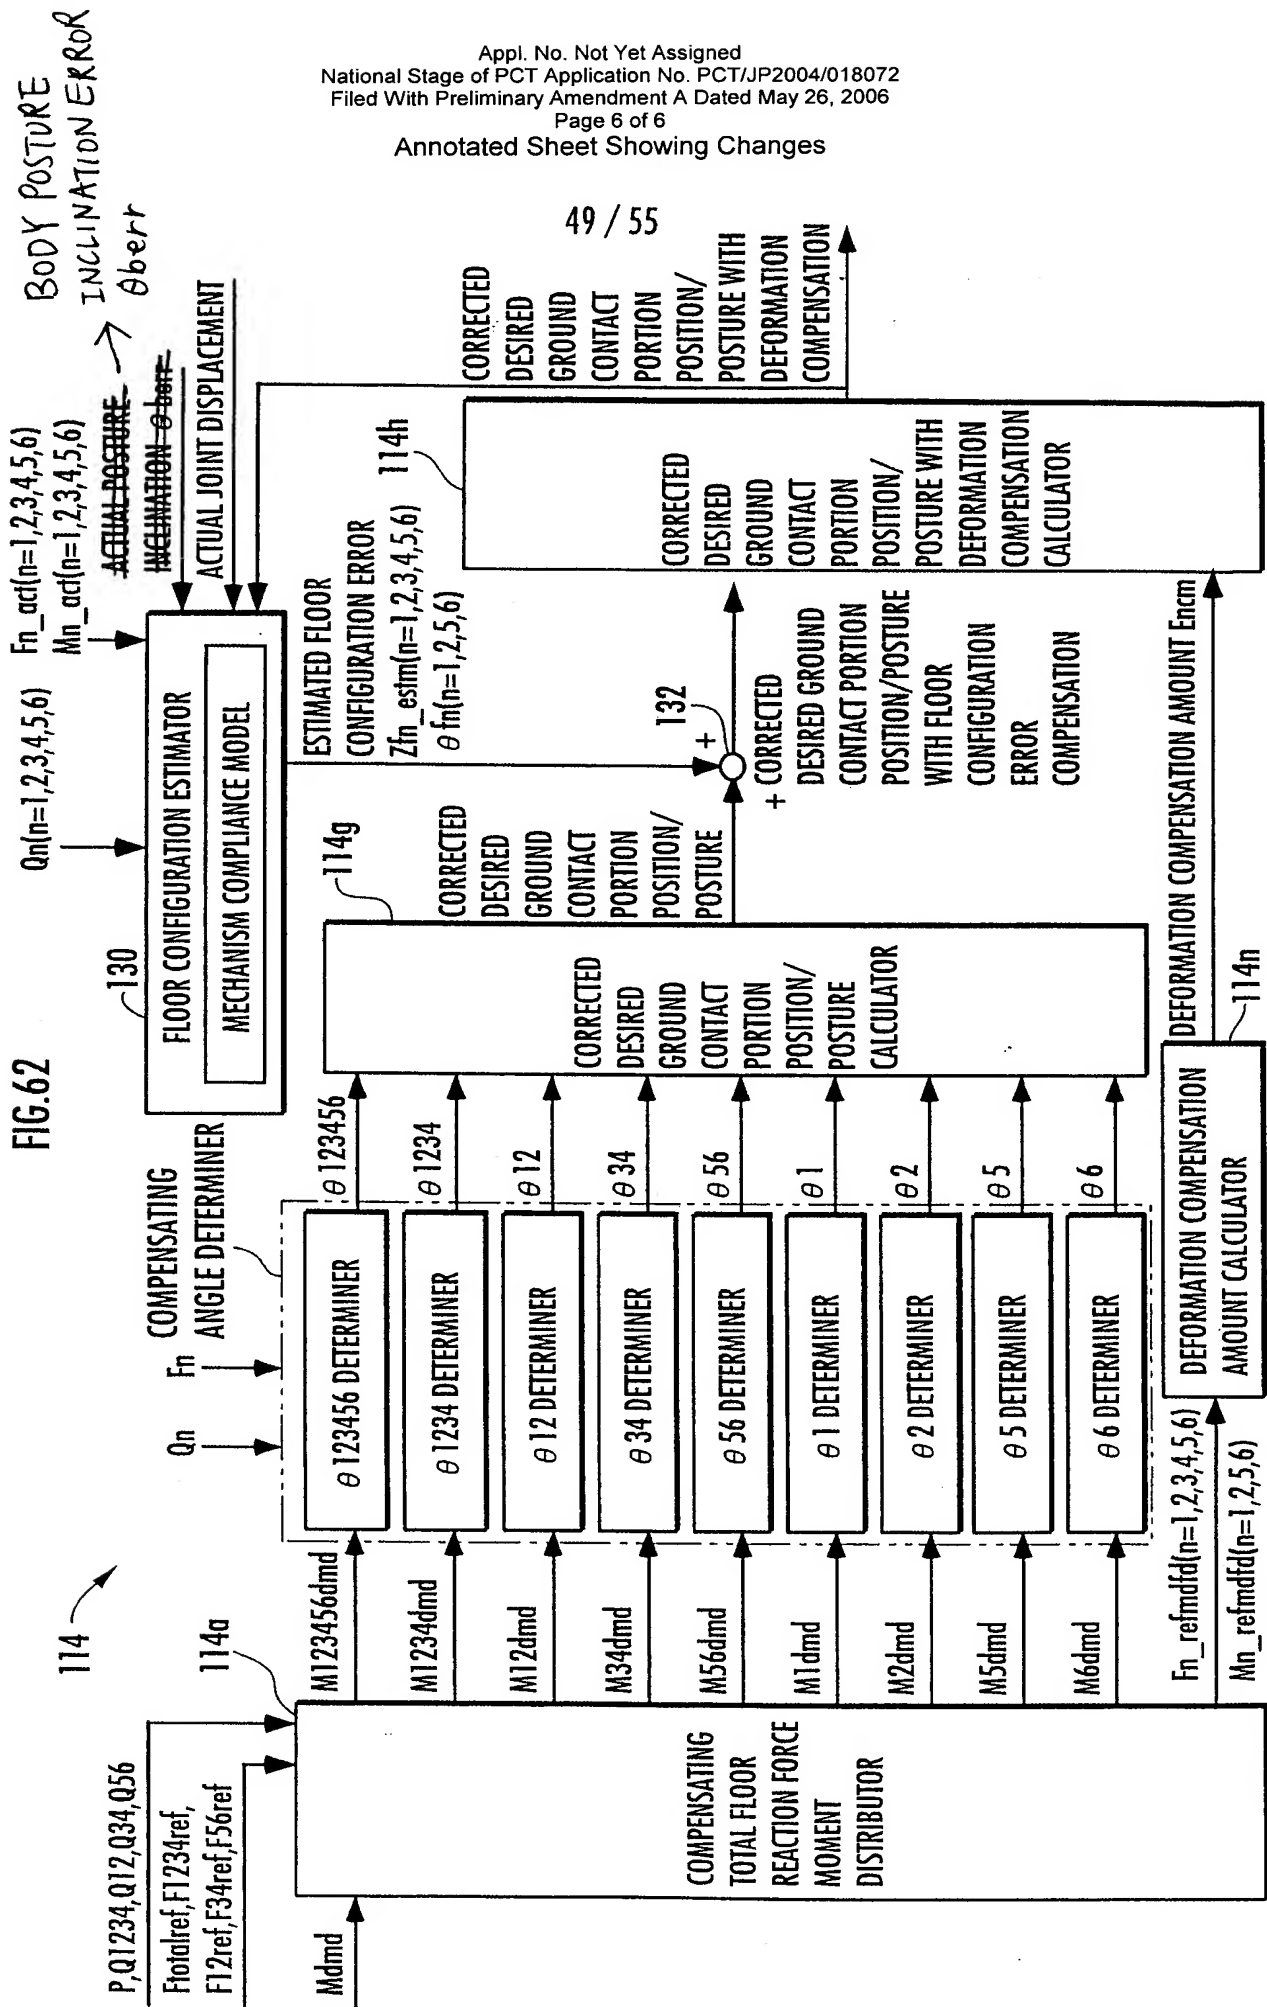 Appl. No. Not Yet Assigned
National Stage of PCT Application No. PCT/JP2004/018072
Filed With Preliminary Amendment A Dated May 26, 2006
Page 6 of 6
Annotated Sheet Showing Changes
49 / 55
FIG.62
BODY POSTURE
INCLINATION ERROR
θberr
114
P,Q1234,Q12,Q34,Q56
Ftotalref,F1234ref,
F12ref,F34ref,F56ref
Mdmd
114a
COMPENSATING
TOTAL FLOOR
REACTION FORCE
MOMENT
DISTRIBUTOR
M123456dmd
M1234dmd
M12dmd
M34dmd
M56dmd
M1dmd
M2dmd
M5dmd
M6dmd
Fn_refmdfd(n=1,2,3,4,5,6)
Mn_refmdfd(n=1,2,5,6)
Qn
Fn
COMPENSATING
ANGLE DETERMINER
θ123456 DETERMINER
θ1234 DETERMINER
θ12 DETERMINER
θ34 DETERMINER
θ56 DETERMINER
θ1 DETERMINER
θ2 DETERMINER
θ5 DETERMINER
θ6 DETERMINER
θ123456
θ1234
θ12
θ34
θ56
θ1
θ2
θ5
θ6
DEFORMATION COMPENSATION
AMOUNT CALCULATOR
114n
DEFORMATION COMPENSATION AMOUNT Encm
130
FLOOR CONFIGURATION ESTIMATOR
MECHANISM COMPLIANCE MODEL
Qn(n=1,2,3,4,5,6)
Fn_act(n=1,2,3,4,5,6)
Mn_act(n=1,2,3,4,5,6)
ACTUAL POSTURE
INCLINATION θberr
ACTUAL JOINT DISPLACEMENT
114g
CORRECTED
DESIRED
GROUND
CONTACT
PORTION
POSITION/
POSTURE
CALCULATOR
CORRECTED
DESIRED
GROUND
CONTACT
PORTION
POSITION/
POSTURE
ESTIMATED FLOOR
CONFIGURATION ERROR
Zfn_estm(n=1,2,3,4,5,6)
θfn(n=1,2,5,6)
132
+
+
CORRECTED
DESIRED GROUND
CONTACT PORTION
POSITION/POSTURE
WITH FLOOR
CONFIGURATION
ERROR
COMPENSATION
114h
CORRECTED
DESIRED
GROUND
CONTACT
PORTION
POSITION/
POSTURE WITH
DEFORMATION
COMPENSATION
CALCULATOR
CORRECTED
DESIRED
GROUND
CONTACT
PORTION
POSITION/
POSTURE WITH
DEFORMATION
COMPENSATION